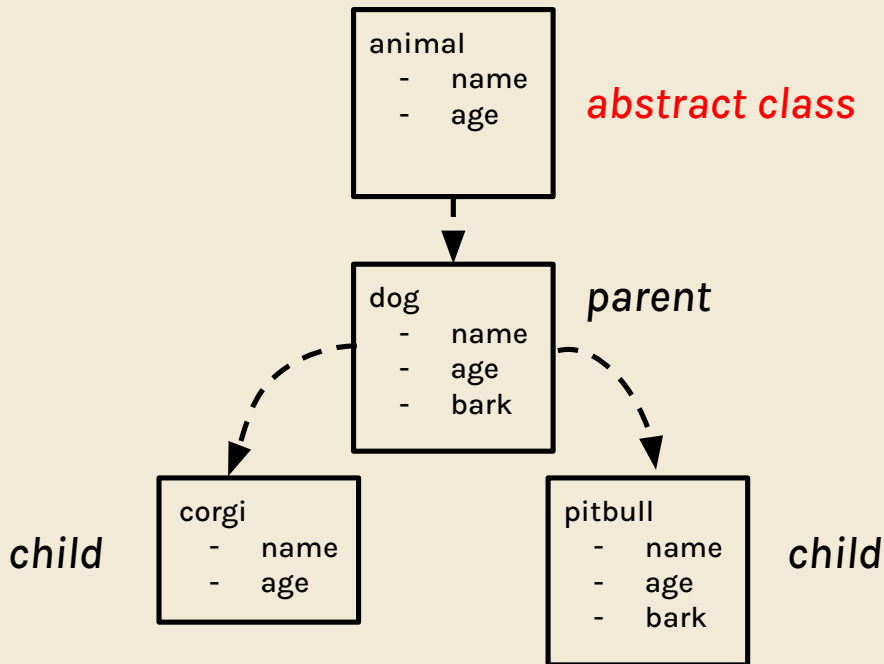 animal
- name
- age
abstract class
dog
- name
- age
- bark
parent
corgi
- name
- age
child
pitbull
- name
- age
- bark
child